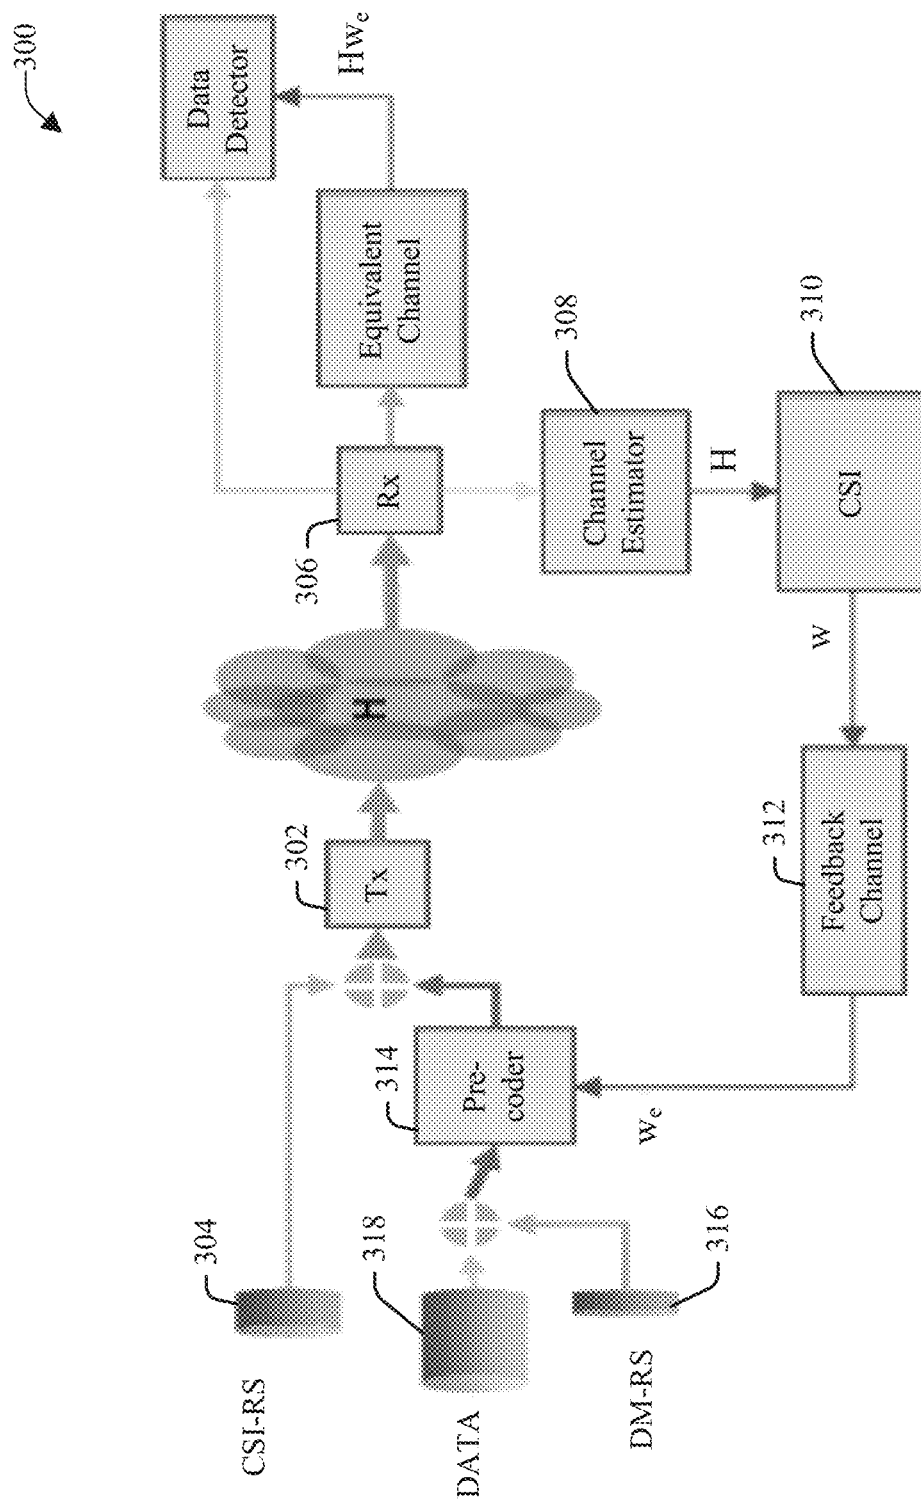 300
CSI-RS
304
DATA
318
DM-RS
316
314
Pre-
coder
302
Tx
H
306
Rx
Equivalent
Channel
Data
Detector
Hwₑ
308
Channel
Estimator
H
310
CSI
w
312
Feedback
Channel
wₑ